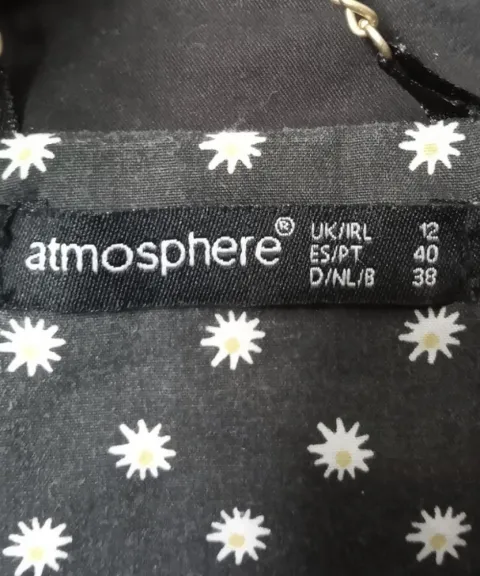 atmosphere®
UK/IRL 12
ES/PT 40
D/NL/B 38